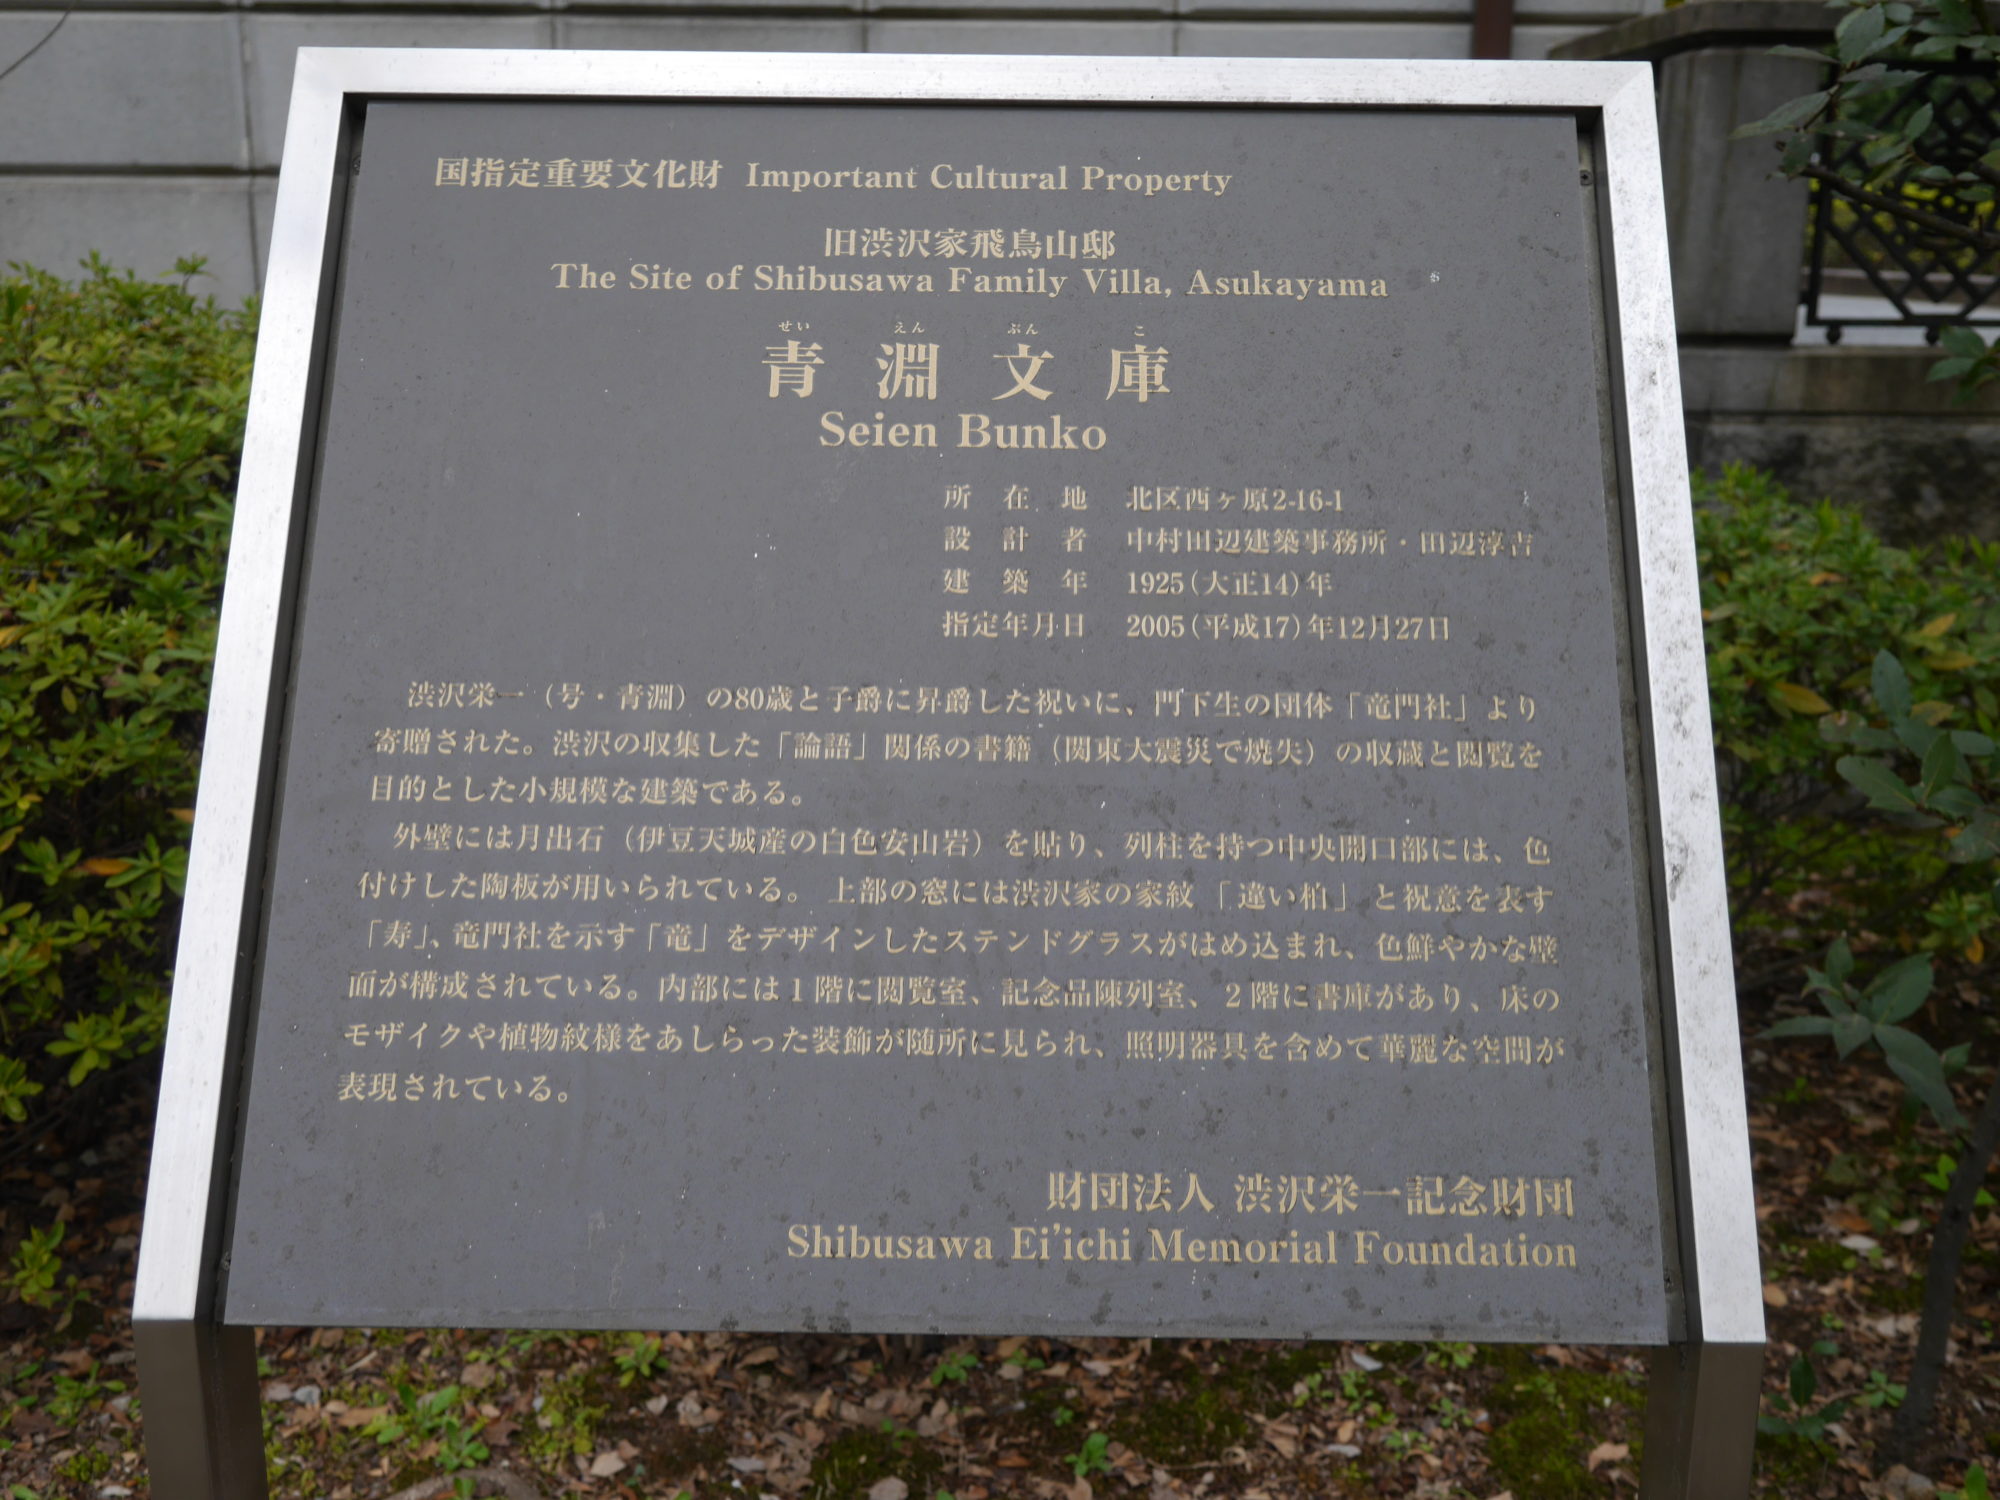 国指定重要文化財 Important Cultural Property
旧渋沢家飛鳥山邸
The Site of Shibusawa Family Villa, Asukayama
せい えん ぶん こ
青淵文庫
Seien Bunko
所在地 北区西ヶ原2-16-1
設計者 中村田辺建築事務所・田辺淳吉
建築年 1925(大正14)年
指定年月日 2005(平成17)年12月27日
渋沢栄一（号・青淵）の80歳と子爵に昇爵した祝いに、門下生の団体「竜門社」より
寄贈された。渋沢の収集した「論語」関係の書籍（関東大震災で焼失）の収蔵と閲覧を
目的とした小規模な建築である。
外壁には月出石（伊豆天城産の白色安山岩）を貼り、列柱を持つ中央開口部には、色
付けした陶板が用いられている。上部の窓には渋沢家の家紋「違い柏」と祝意を表す
「寿」、竜門社を示す「竜」をデザインしたステンドグラスがはめ込まれ、色鮮やかな壁
面が構成されている。内部には1階に閲覧室、記念品陳列室、2階に書庫があり、床の
モザイクや植物紋様をあしらった装飾が随所に見られ、照明器具を含めて華麗な空間が
表現されている。
財団法人 渋沢栄一記念財団
Shibusawa Ei'ichi Memorial Foundation